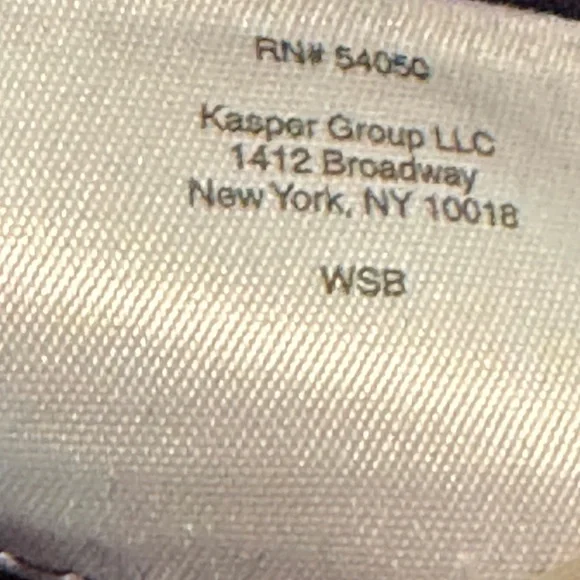 RN# 54050
Kasper Group LLC
1412 Broadway
New York, NY 10018
WSB